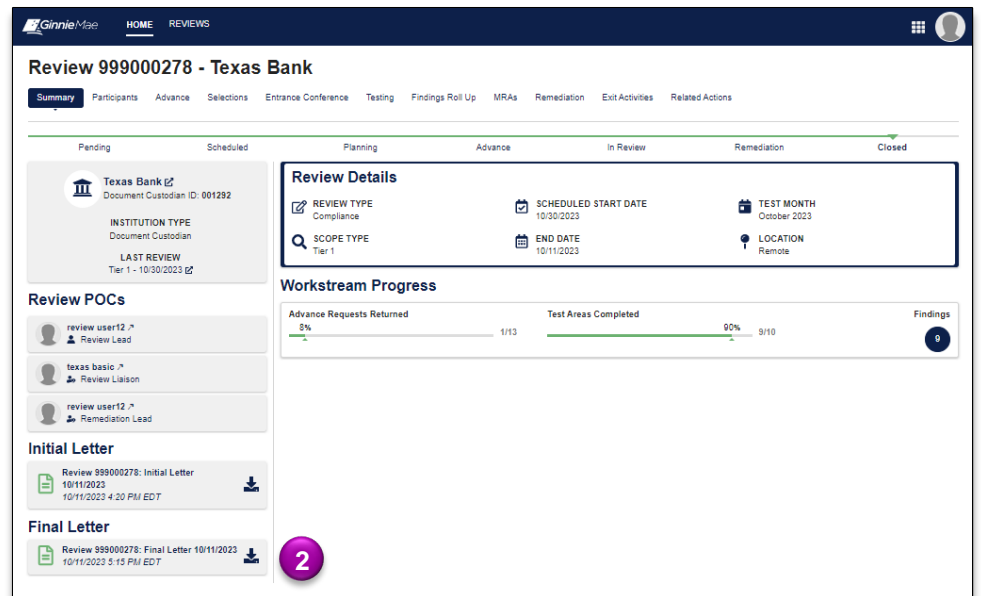 GinnieMae HOME REVIEWS
Review 999000278 - Texas Bank
Summary Participants Advance Selections Entrance Conference Testing Findings Roll Up MRAs Remediation Exit Activities Related Actions
Pending Scheduled Planning Advance In Review Remediation Closed
Texas Bank
Document Custodian ID: 001292
INSTITUTION TYPE
Document Custodian
LAST REVIEW
Tier 1 - 10/30/2023
Review POCs
review user12
Review Lead
texas basic
Review Liaison
review user12
Remediation Lead
Initial Letter
Review 999000278: Initial Letter
10/11/2023
10/11/2023 4:20 PM EDT
Final Letter
Review 999000278: Final Letter 10/11/2023
10/11/2023 5:15 PM EDT
2
Review Details
REVIEW TYPE
Compliance
SCHEDULED START DATE
10/30/2023
TEST MONTH
October 2023
SCOPE TYPE
Tier 1
END DATE
10/11/2023
LOCATION
Remote
Workstream Progress
Advance Requests Returned
8%
1/13
Test Areas Completed
90%
9/10
Findings
9